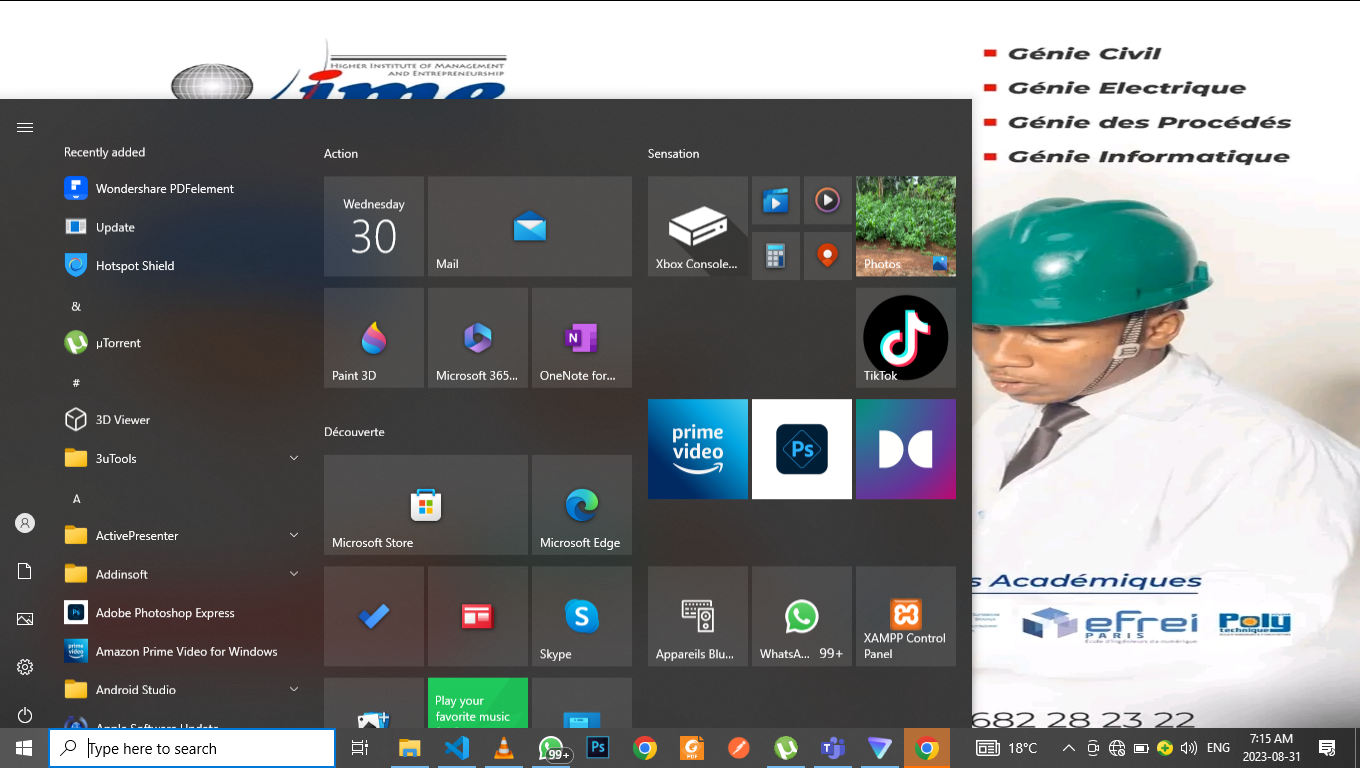 HIGHER INSTITUTE OF MANAGEMENT
AND ENTREPRENEURSHIP
ime
Génie Civil
Génie Electrique
Génie des Procédés
Génie Informatique
Recently added
Wondershare PDFelement
Update
Hotspot Shield
&
µTorrent
#
3D Viewer
3uTools
A
ActivePresenter
Addinsoft
Adobe Photoshop Express
Amazon Prime Video for Windows
Android Studio
Apple Software Update
Action
Wednesday
30
Mail
Paint 3D
Microsoft 365...
OneNote for...
Découverte
Microsoft Store
Microsoft Edge
Skype
Play your
favorite music
Sensation
Xbox Console...
Photos
TikTok
prime
video
Ps
Appareils Blu...
WhatsA... 99+
XAMPP Control
Panel
s Académiques
efrei
PARIS
Poly
technique
682 28 23 22
Type here to search
99+
Ps
PDF
18°C
ENG
7:15 AM
2023-08-31